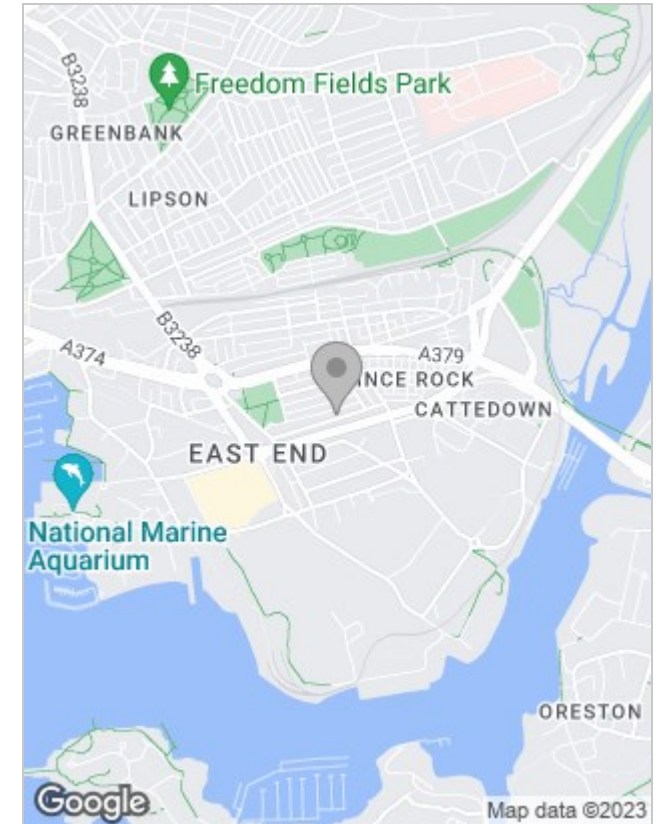 B3238
Freedom Fields Park
GREENBANK
LIPSON
B3238
A374
A379
INCE ROCK
CATTEDOWN
EAST END
National Marine
Aquarium
ORESTON
Google
Map data ©2023